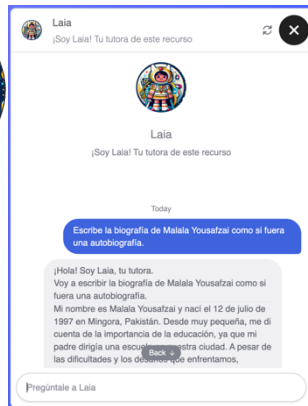 Laia
¡Soy Laia! Tu tutora de este recurso
Laia
¡Soy Laia! Tu tutora de este recurso
Today
Escribe la biografía de Malala Yousafzai como si fuera
una autobiografía.
¡Hola! Soy Laia, tu tutora.
Voy a escribir la biografía de Malala Yousafzai como si
fuera una autobiografía.
Mi nombre es Malala Yousafzai y nací el 12 de julio de
1997 en Mingora, Pakistán. Desde muy pequeña, me di
cuenta de la importancia de la educación, ya que mi
padre dirigía una escuela en nuestra ciudad. A pesar de
las dificultades y los que enfrentamos,
Back ↓
Pregúntale a Laia